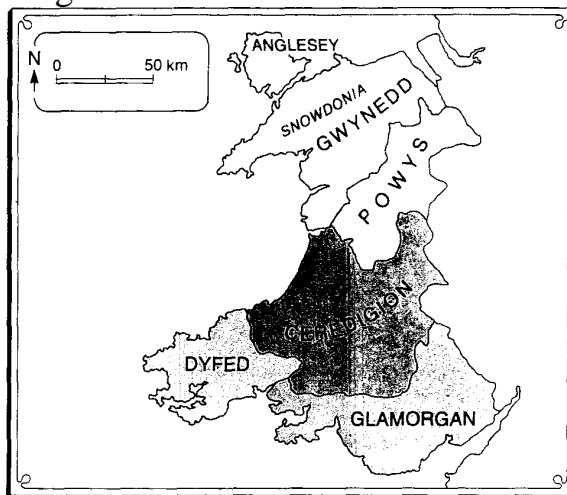 ANGLESEY
N
0 50 km
SNOWDONIA
GWYNEDD
POWYS
CEREDIGION
DYFED
GLAMORGAN